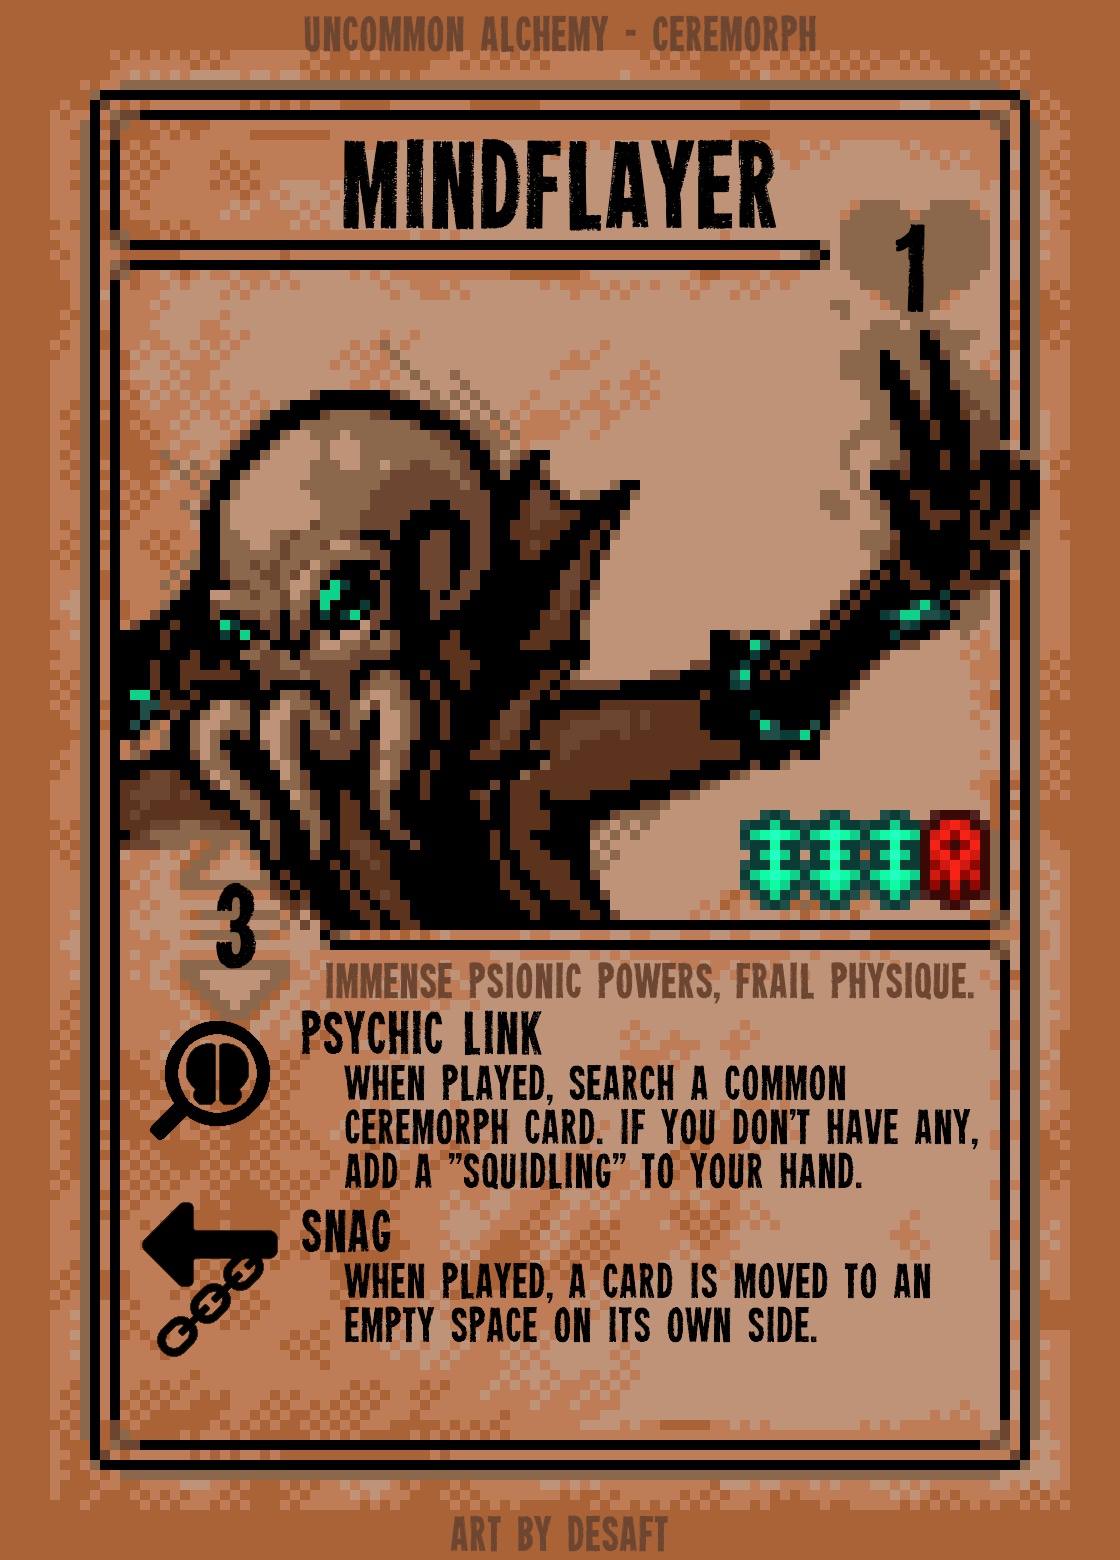 UNCOMMON ALCHEMY - CEREMORPH
MINDFLAYER
1
3
IMMENSE PSIONIC POWERS, FRAIL PHYSIQUE.
PSYCHIC LINK
WHEN PLAYED, SEARCH A COMMON
CEREMORPH CARD. IF YOU DON'T HAVE ANY,
ADD A "SQUIDLING" TO YOUR HAND.
SNAG
WHEN PLAYED, A CARD IS MOVED TO AN
EMPTY SPACE ON ITS OWN SIDE.
ART BY DESAFT